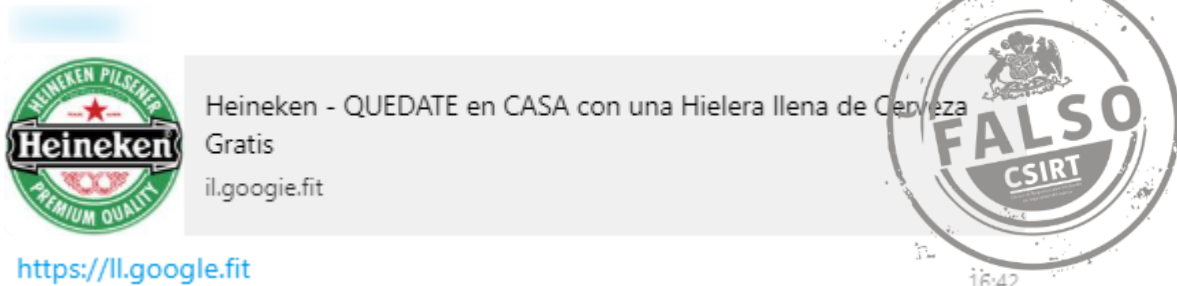 HEINEKEN PILSENER
Heineken
PREMIUM QUALITY
Heineken - QUEDATE en CASA con una Hielera llena de Cerveza
Gratis
il.googie.fit
FALSO
CSIRT
https://ll.google.fit
16:42